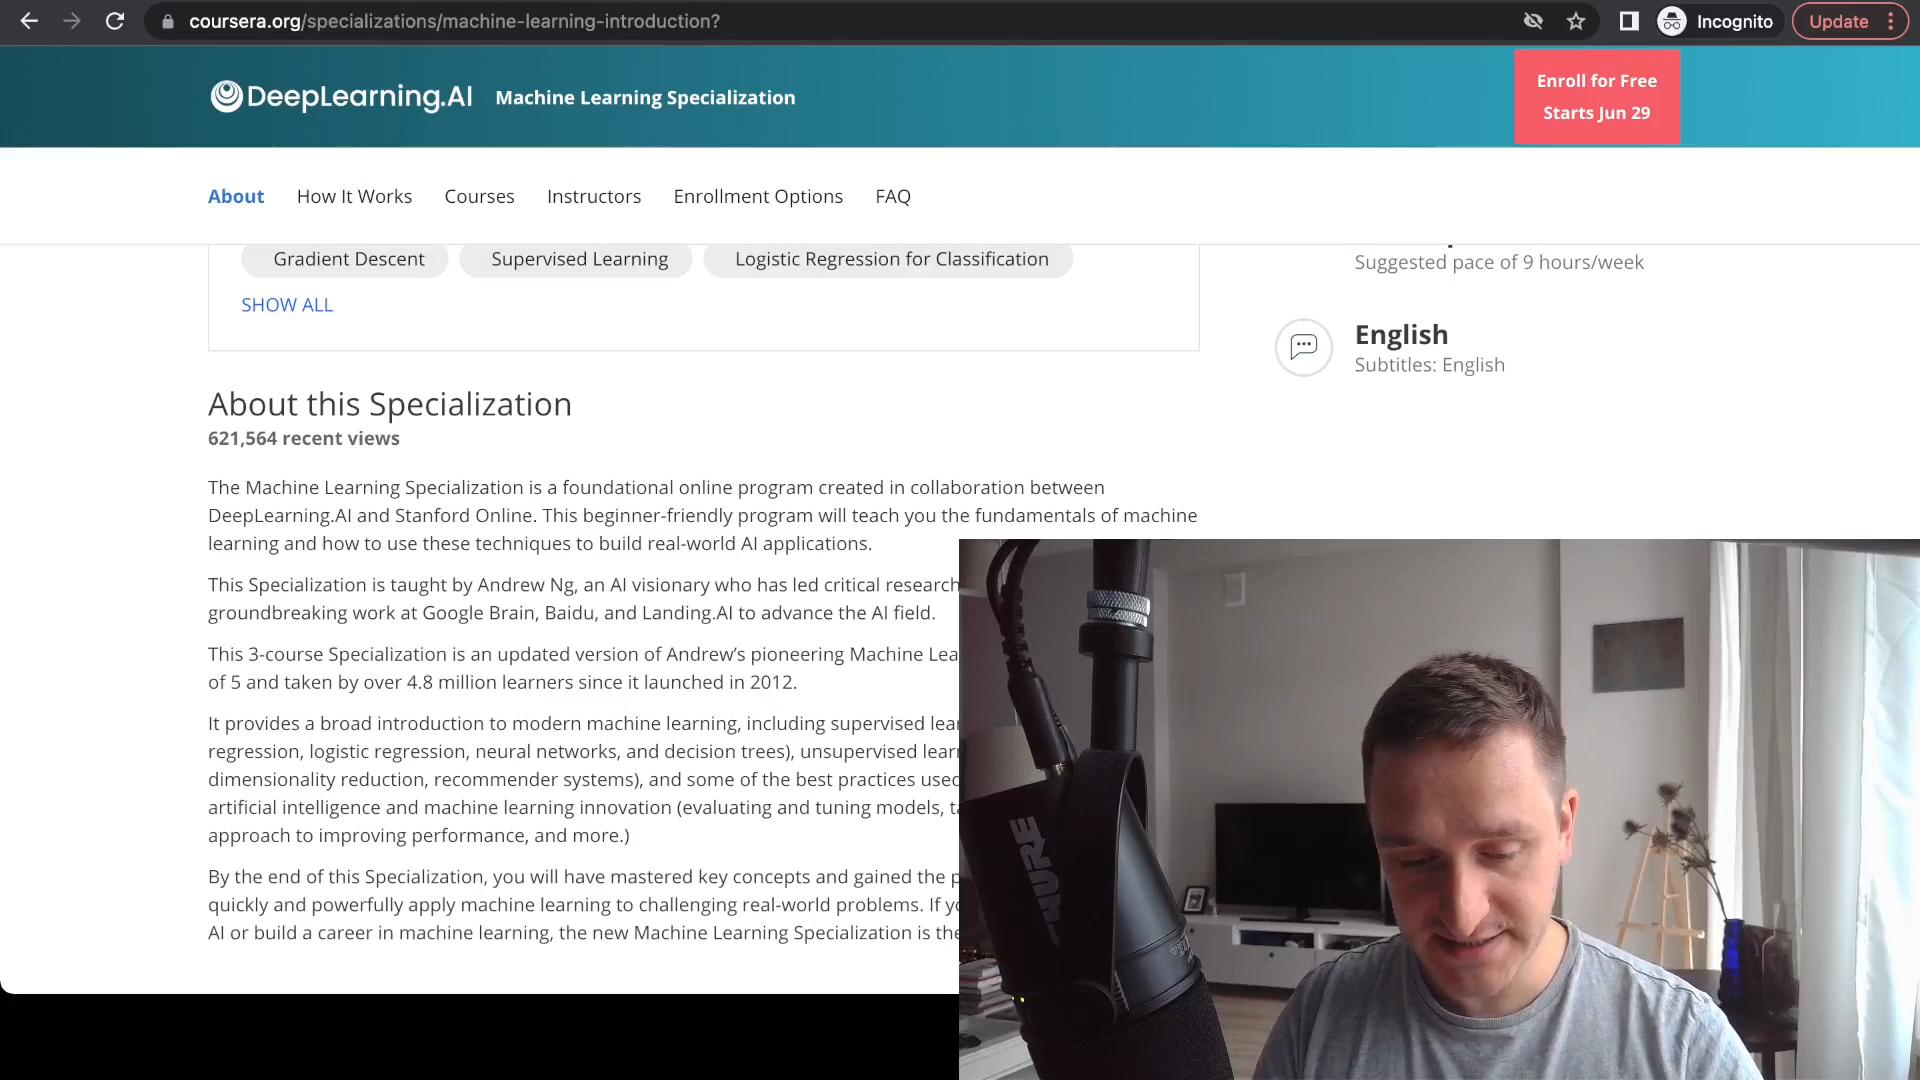 coursera.org/specializations/machine-learning-introduction?
Incognito
Update
DeepLearning.AI
Machine Learning Specialization
Enroll for Free
Starts Jun 29
About
How It Works
Courses
Instructors
Enrollment Options
FAQ
Gradient Descent
Supervised Learning
Logistic Regression for Classification
SHOW ALL
Suggested pace of 9 hours/week
English
Subtitles: English
About this Specialization
621,564 recent views
The Machine Learning Specialization is a foundational online program created in collaboration between
DeepLearning.AI and Stanford Online. This beginner-friendly program will teach you the fundamentals of machine
learning and how to use these techniques to build real-world AI applications.
This Specialization is taught by Andrew Ng, an AI visionary who has led critical research
groundbreaking work at Google Brain, Baidu, and Landing.AI to advance the AI field.
This 3-course Specialization is an updated version of Andrew’s pioneering Machine Lea
of 5 and taken by over 4.8 million learners since it launched in 2012.
It provides a broad introduction to modern machine learning, including supervised lear
regression, logistic regression, neural networks, and decision trees), unsupervised learn
dimensionality reduction, recommender systems), and some of the best practices used
artificial intelligence and machine learning innovation (evaluating and tuning models, ta
approach to improving performance, and more.)
By the end of this Specialization, you will have mastered key concepts and gained the p
quickly and powerfully apply machine learning to challenging real-world problems. If yo
AI or build a career in machine learning, the new Machine Learning Specialization is the
SHURE